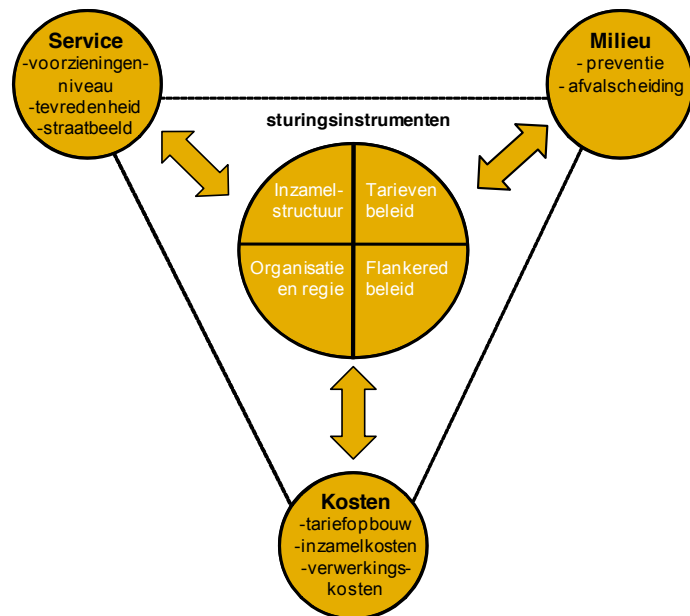 Service
-voorzieningen-
niveau
-tevredenheid
-straatbeeld
Milieu
- preventie
- afvalscheiding
sturingsinstrumenten
Inzamel-
structuur
Tarieven
beleid
Organisatie
en regie
Flankered
beleid
Kosten
-tariefopbouw
-inzamelkosten
-verwerkings-
kosten